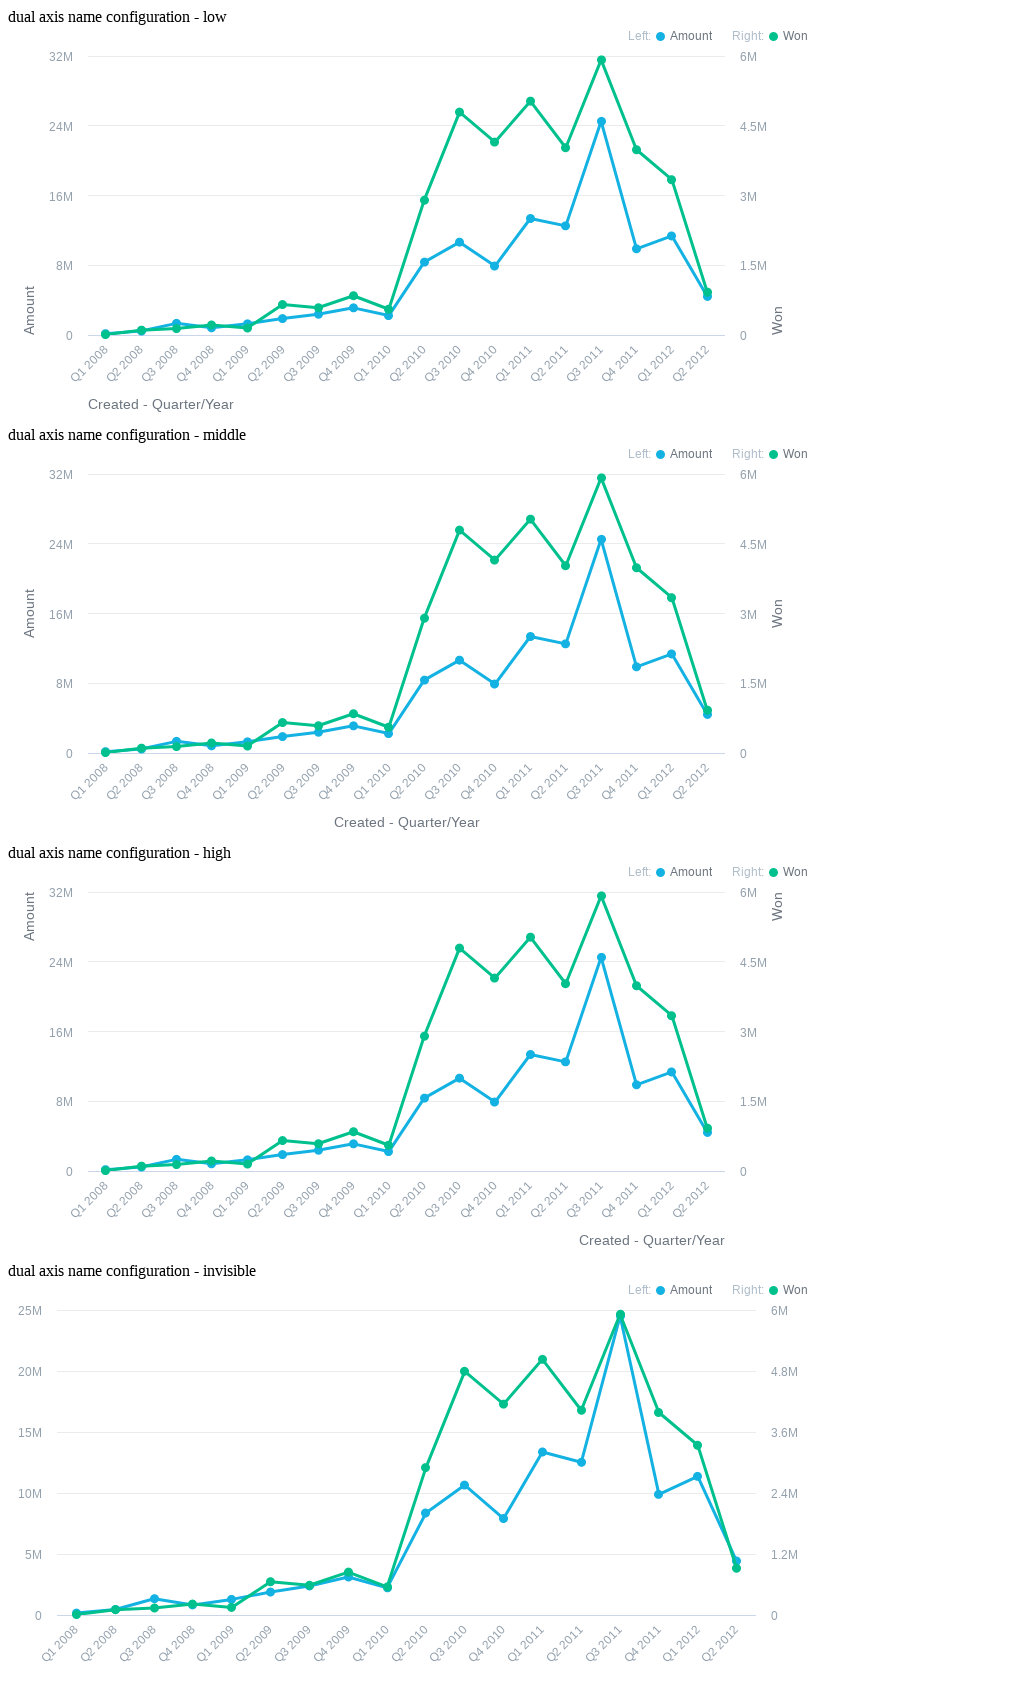 dual axis name configuration - low
Left: Amount Right: Won
32M 6M
24M 4.5M
16M 3M
8M 1.5M
Amount Won
0 0
Q1 2008 Q2 2008 Q3 2008 Q4 2008 Q1 2009 Q2 2009 Q3 2009 Q4 2009 Q1 2010 Q2 2010 Q3 2010 Q4 2010 Q1 2011 Q2 2011 Q3 2011 Q4 2011 Q1 2012 Q2 2012
Created - Quarter/Year
dual axis name configuration - middle
Left: Amount Right: Won
32M 6M
24M 4.5M
Amount Won
16M 3M
8M 1.5M
0 0
Q1 2008 Q2 2008 Q3 2008 Q4 2008 Q1 2009 Q2 2009 Q3 2009 Q4 2009 Q1 2010 Q2 2010 Q3 2010 Q4 2010 Q1 2011 Q2 2011 Q3 2011 Q4 2011 Q1 2012 Q2 2012
Created - Quarter/Year
dual axis name configuration - high
Left: Amount Right: Won
32M 6M
Amount Won
24M 4.5M
16M 3M
8M 1.5M
0 0
Q1 2008 Q2 2008 Q3 2008 Q4 2008 Q1 2009 Q2 2009 Q3 2009 Q4 2009 Q1 2010 Q2 2010 Q3 2010 Q4 2010 Q1 2011 Q2 2011 Q3 2011 Q4 2011 Q1 2012 Q2 2012
Created - Quarter/Year
dual axis name configuration - invisible
Left: Amount Right: Won
25M 6M
20M 4.8M
15M 3.6M
10M 2.4M
5M 1.2M
0 0
Q1 2008 Q2 2008 Q3 2008 Q4 2008 Q1 2009 Q2 2009 Q3 2009 Q4 2009 Q1 2010 Q2 2010 Q3 2010 Q4 2010 Q1 2011 Q2 2011 Q3 2011 Q4 2011 Q1 2012 Q2 2012